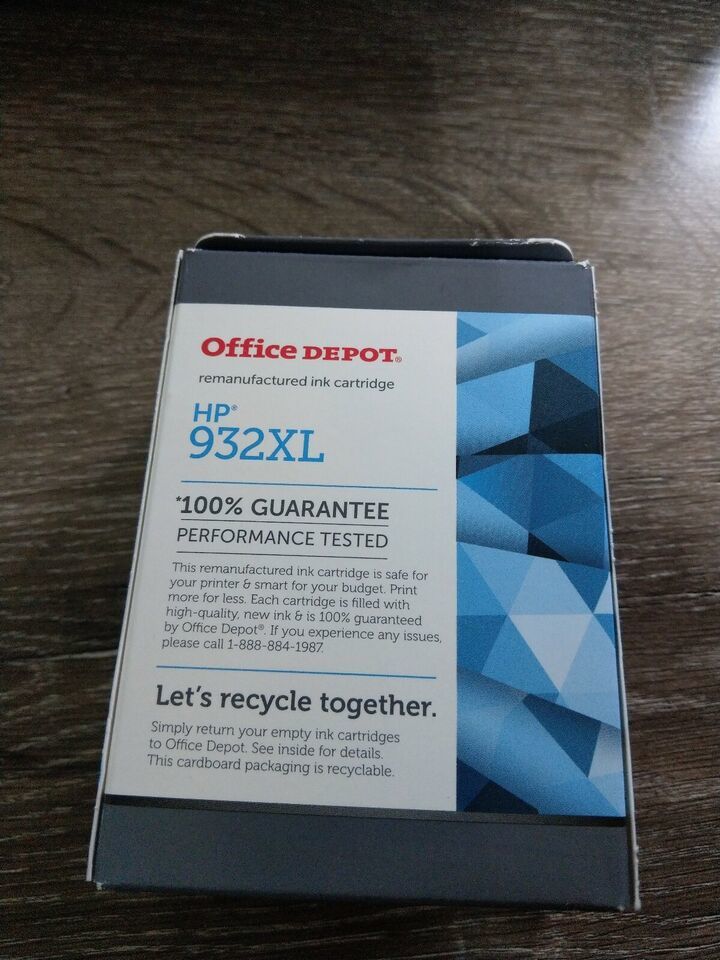 Office DEPOT®
remanufactured ink cartridge
HP®
932XL
*100% GUARANTEE
PERFORMANCE TESTED
This remanufactured ink cartridge is safe for
your printer & smart for your budget. Print
more for less. Each cartridge is filled with
high-quality, new ink & is 100% guaranteed
by Office Depot®. If you experience any issues,
please call 1-888-884-1987.
Let's recycle together.
Simply return your empty ink cartridges
to Office Depot. See inside for details.
This cardboard packaging is recyclable.